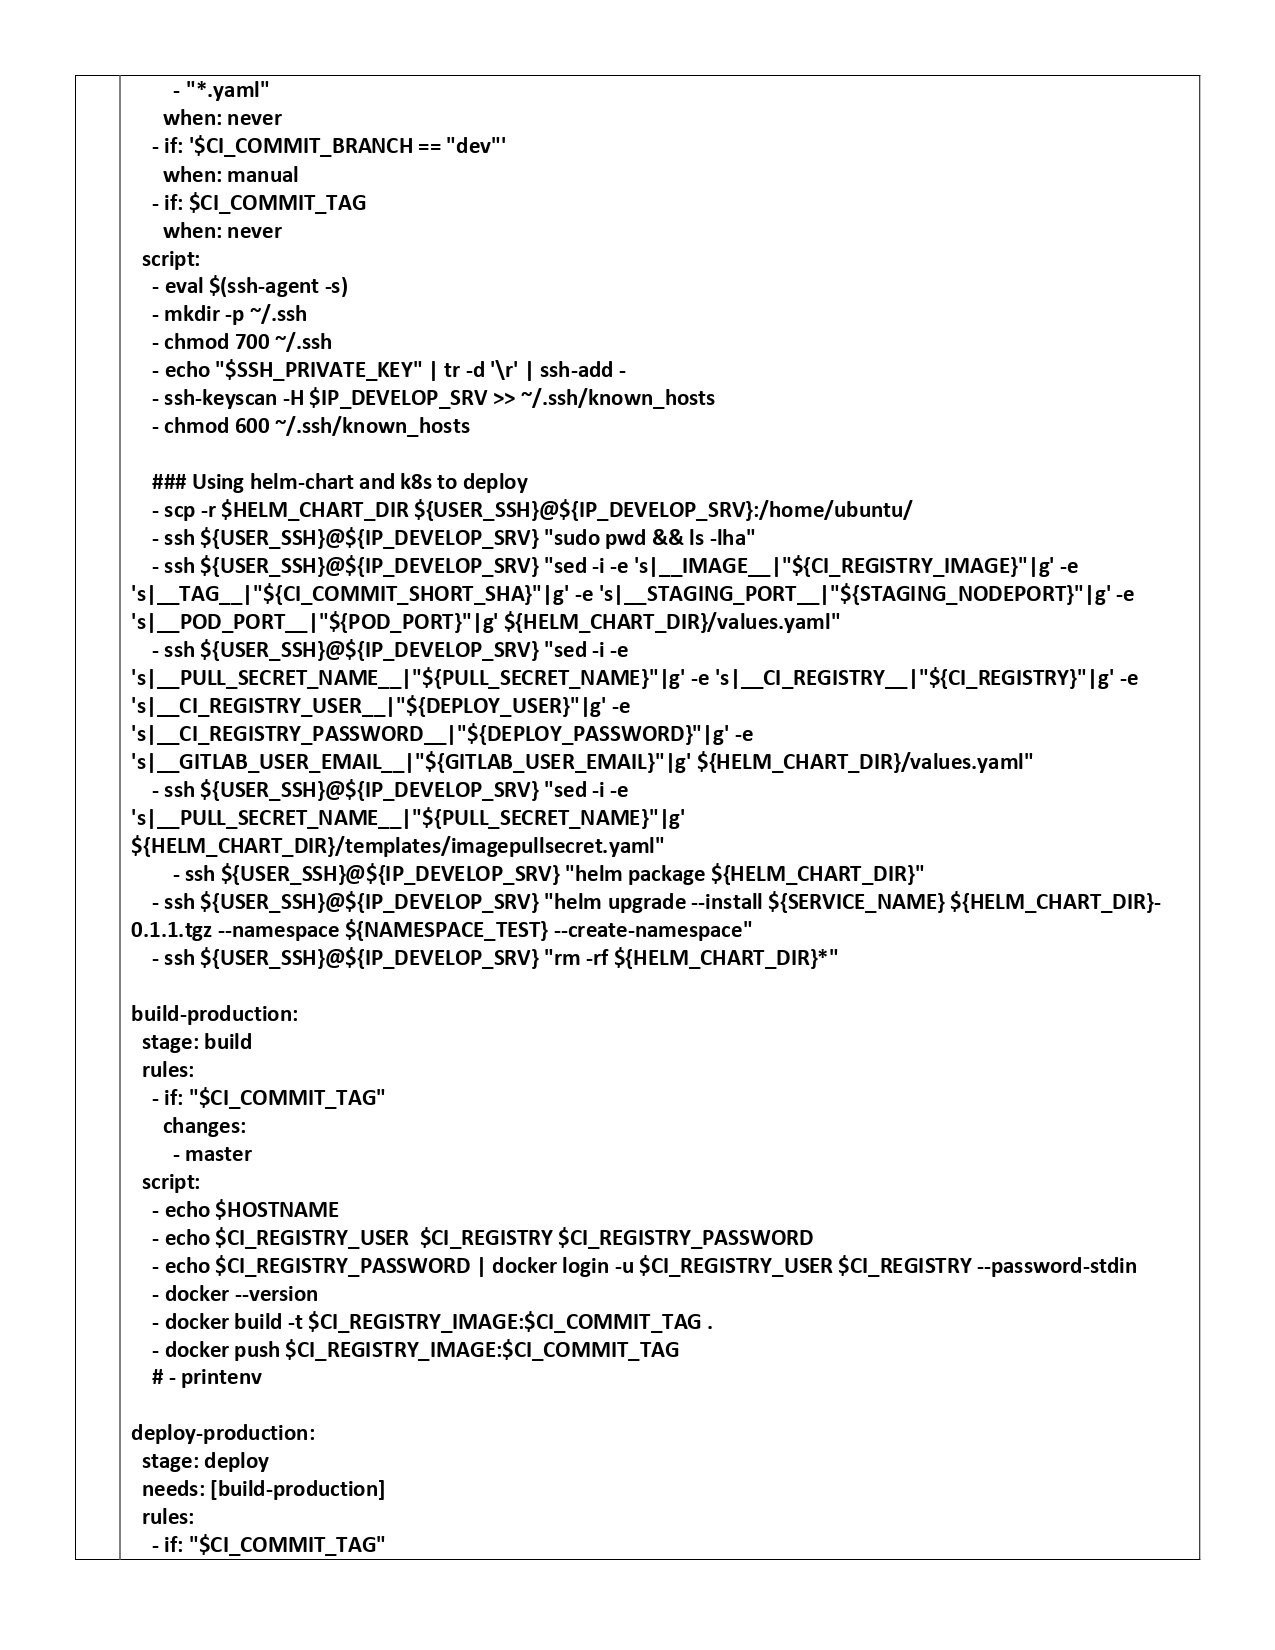 - "*.yaml"
when: never
- if: '$CI_COMMIT_BRANCH == "dev"'
when: manual
- if: $CI_COMMIT_TAG
when: never
script:
- eval $(ssh-agent -s)
- mkdir -p ~/.ssh
- chmod 700 ~/.ssh
- echo "$SSH_PRIVATE_KEY" | tr -d '\r' | ssh-add -
- ssh-keyscan -H $IP_DEVELOP_SRV >> ~/.ssh/known_hosts
- chmod 600 ~/.ssh/known_hosts
### Using helm-chart and k8s to deploy
- scp -r $HELM_CHART_DIR ${USER_SSH}@${IP_DEVELOP_SRV}:/home/ubuntu/
- ssh ${USER_SSH}@${IP_DEVELOP_SRV} "sudo pwd && ls -lha"
- ssh ${USER_SSH}@${IP_DEVELOP_SRV} "sed -i -e 's|__IMAGE__|"${CI_REGISTRY_IMAGE}"|g' -e
's|__TAG__|"${CI_COMMIT_SHORT_SHA}"|g' -e 's|__STAGING_PORT__|"${STAGING_NODEPORT}"|g' -e
's|__POD_PORT__|"${POD_PORT}"|g' ${HELM_CHART_DIR}/values.yaml"
- ssh ${USER_SSH}@${IP_DEVELOP_SRV} "sed -i -e
's|__PULL_SECRET_NAME__|"${PULL_SECRET_NAME}"|g' -e 's|__CI_REGISTRY__|"${CI_REGISTRY}"|g' -e
's|__CI_REGISTRY_USER__|"${DEPLOY_USER}"|g' -e
's|__CI_REGISTRY_PASSWORD__|"${DEPLOY_PASSWORD}"|g' -e
's|__GITLAB_USER_EMAIL__|"${GITLAB_USER_EMAIL}"|g' ${HELM_CHART_DIR}/values.yaml"
- ssh ${USER_SSH}@${IP_DEVELOP_SRV} "sed -i -e
's|__PULL_SECRET_NAME__|"${PULL_SECRET_NAME}"|g'
${HELM_CHART_DIR}/templates/imagepullsecret.yaml"
- ssh ${USER_SSH}@${IP_DEVELOP_SRV} "helm package ${HELM_CHART_DIR}"
- ssh ${USER_SSH}@${IP_DEVELOP_SRV} "helm upgrade --install ${SERVICE_NAME} ${HELM_CHART_DIR}-
0.1.1.tgz --namespace ${NAMESPACE_TEST} --create-namespace"
- ssh ${USER_SSH}@${IP_DEVELOP_SRV} "rm -rf ${HELM_CHART_DIR}*"
build-production:
stage: build
rules:
- if: "$CI_COMMIT_TAG"
changes:
- master
script:
- echo $HOSTNAME
- echo $CI_REGISTRY_USER  $CI_REGISTRY $CI_REGISTRY_PASSWORD
- echo $CI_REGISTRY_PASSWORD | docker login -u $CI_REGISTRY_USER $CI_REGISTRY --password-stdin
- docker --version
- docker build -t $CI_REGISTRY_IMAGE:$CI_COMMIT_TAG .
- docker push $CI_REGISTRY_IMAGE:$CI_COMMIT_TAG
# - printenv
deploy-production:
stage: deploy
needs: [build-production]
rules:
- if: "$CI_COMMIT_TAG"